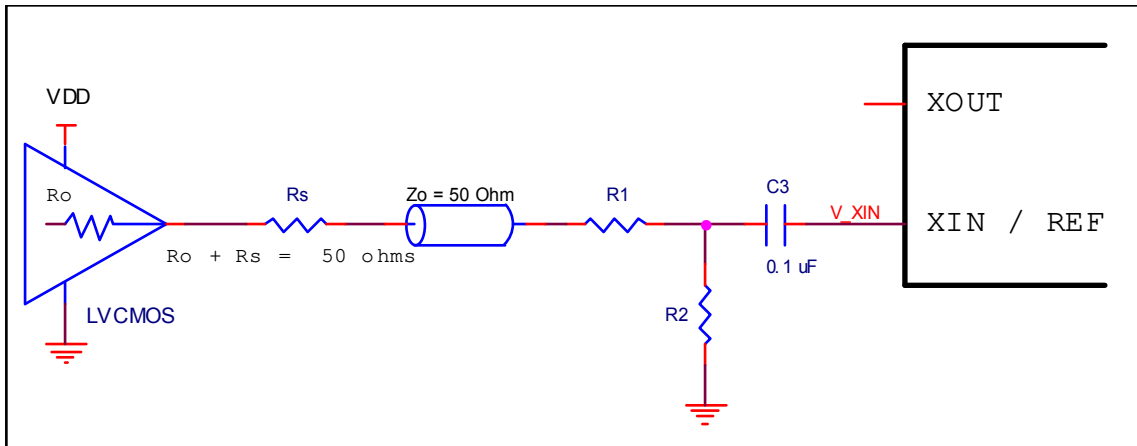 VDD
Ro
Rs
Zo = 50 Ohm
R1
C3
V_XIN
XOUT
XIN / REF
Ro + Rs = 50 ohms
0.1 uF
LVCMOS
R2